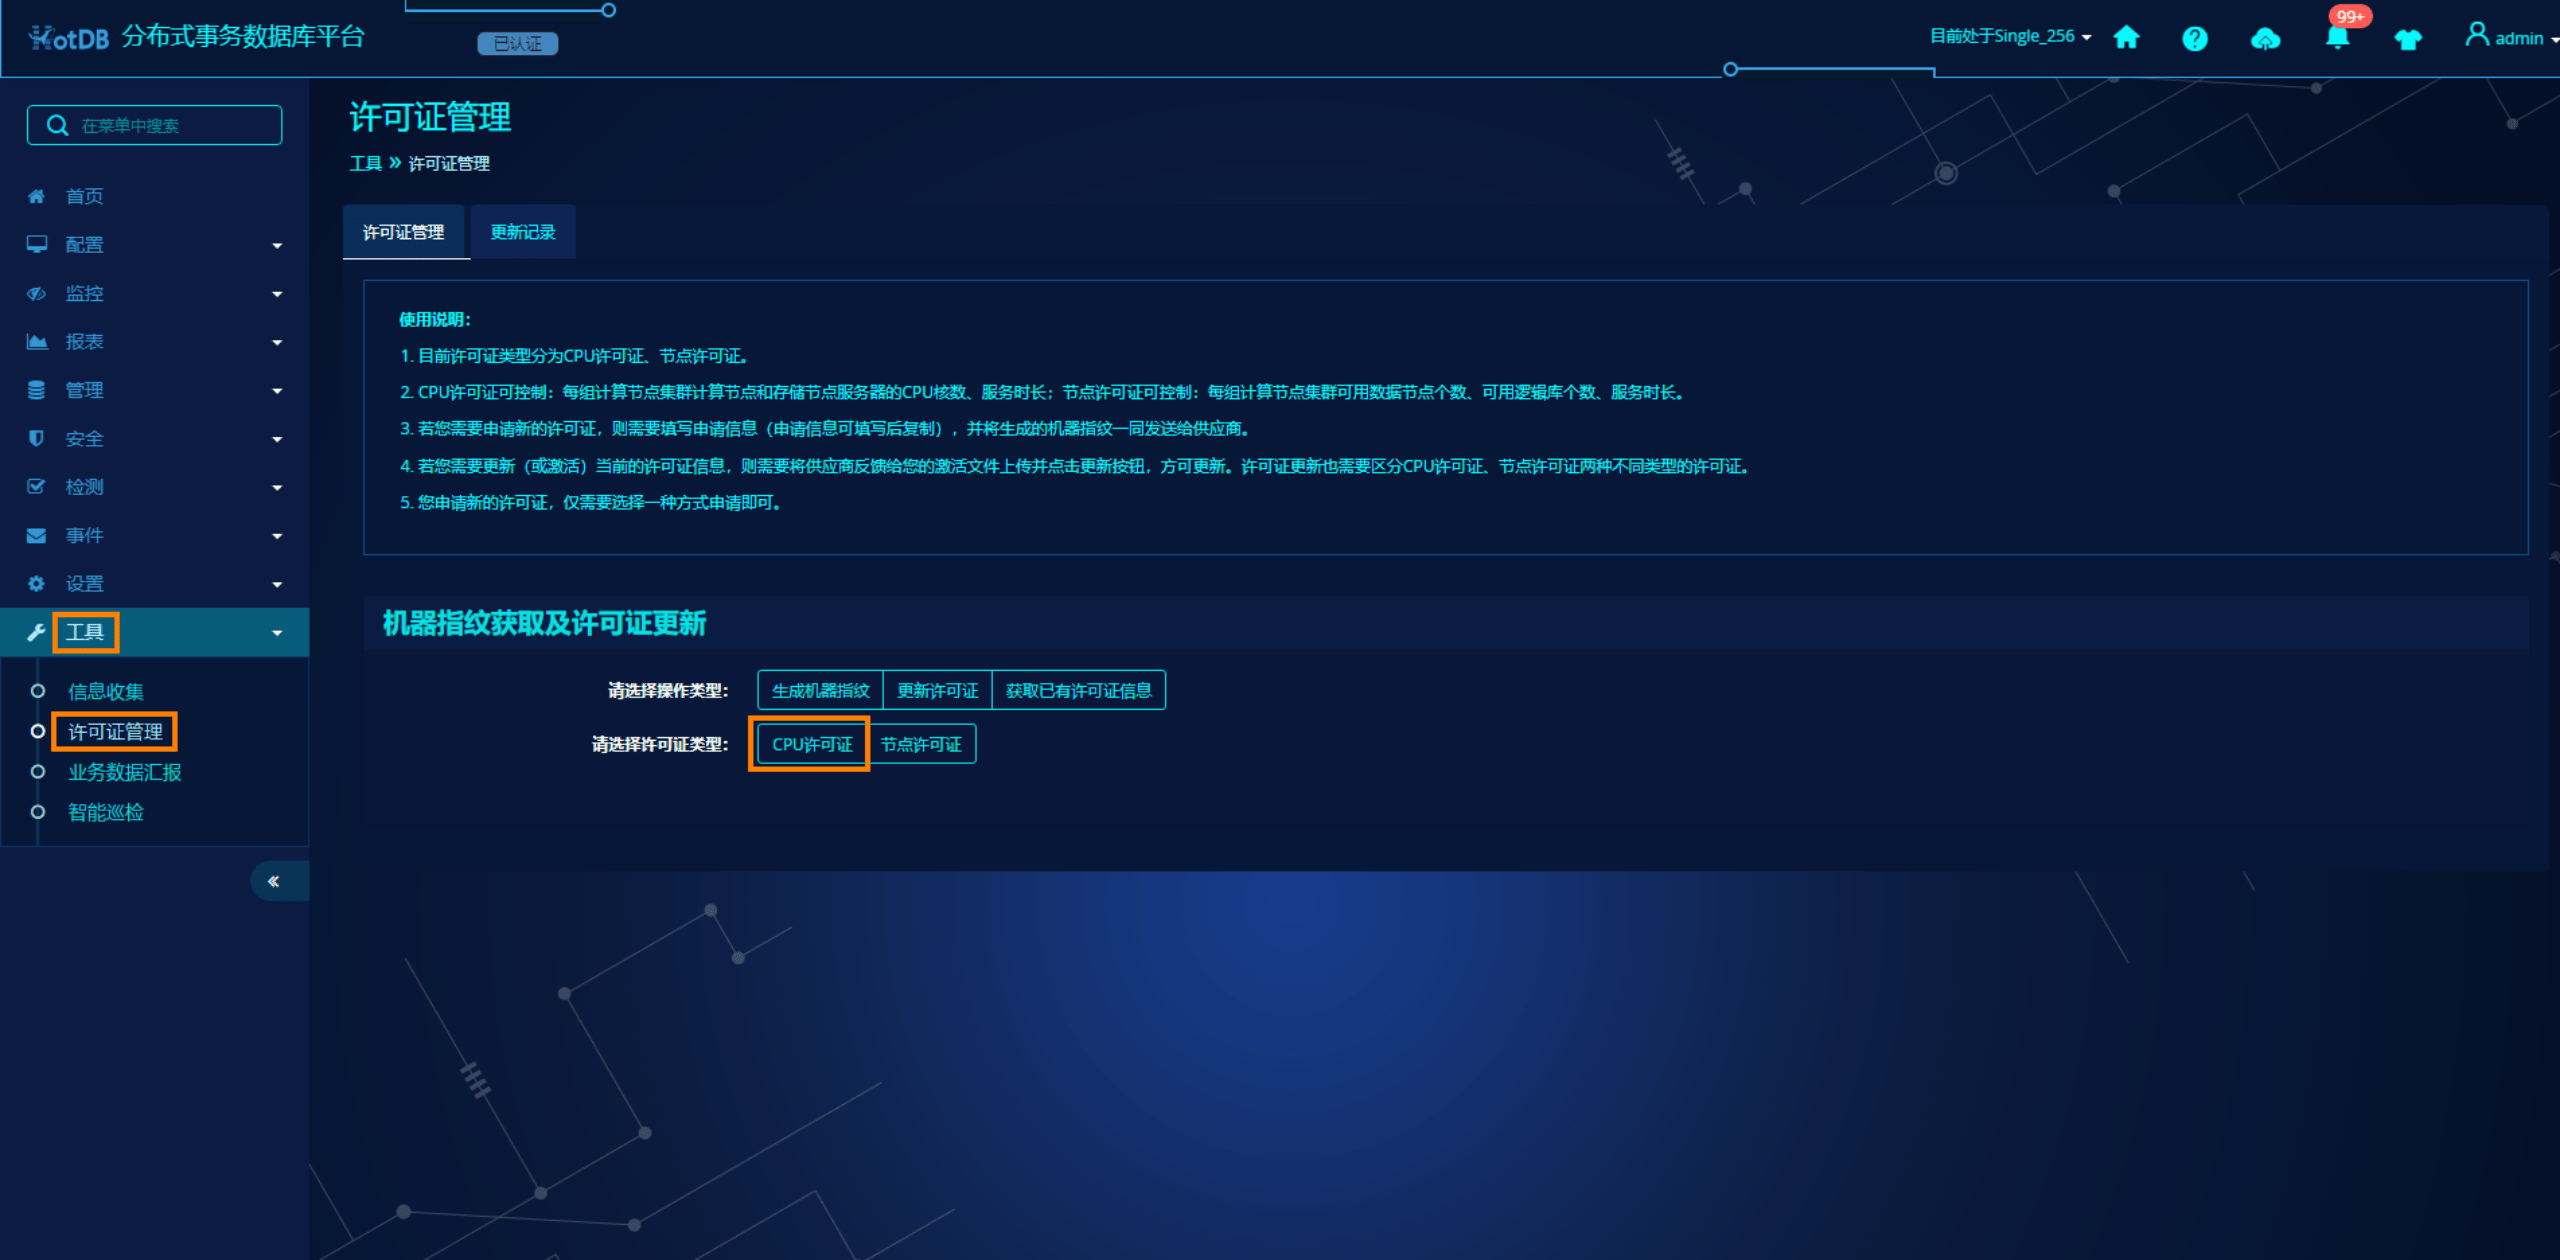 HotDB 分布式事务数据库平台
已认证
目前处于Single_256
99+
admin
在菜单中搜索
首页
配置
监控
报表
管理
安全
检测
事件
设置
工具
信息收集
许可证管理
业务数据汇报
智能巡检
许可证管理
工具 » 许可证管理
许可证管理 更新记录
使用说明：
1. 目前许可证类型分为CPU许可证、节点许可证。
2. CPU许可证可控制：每组计算节点集群计算节点和存储节点服务器的CPU核数、服务时长；节点许可证可控制：每组计算节点集群可用数据节点个数、可用逻辑库个数、服务时长。
3. 若您需要申请新的许可证，则需要填写申请信息（申请信息可填写后复制），并将生成的机器指纹一同发送给供应商。
4. 若您需要更新（或激活）当前的许可证信息，则需要将供应商反馈给您的激活文件上传并点击更新按钮，方可更新。许可证更新也需要区分CPU许可证、节点许可证两种不同类型的许可证。
5. 您申请新的许可证，仅需要选择一种方式申请即可。
机器指纹获取及许可证更新
请选择操作类型： 生成机器指纹 更新许可证 获取已有许可证信息
请选择许可证类型： CPU许可证 节点许可证